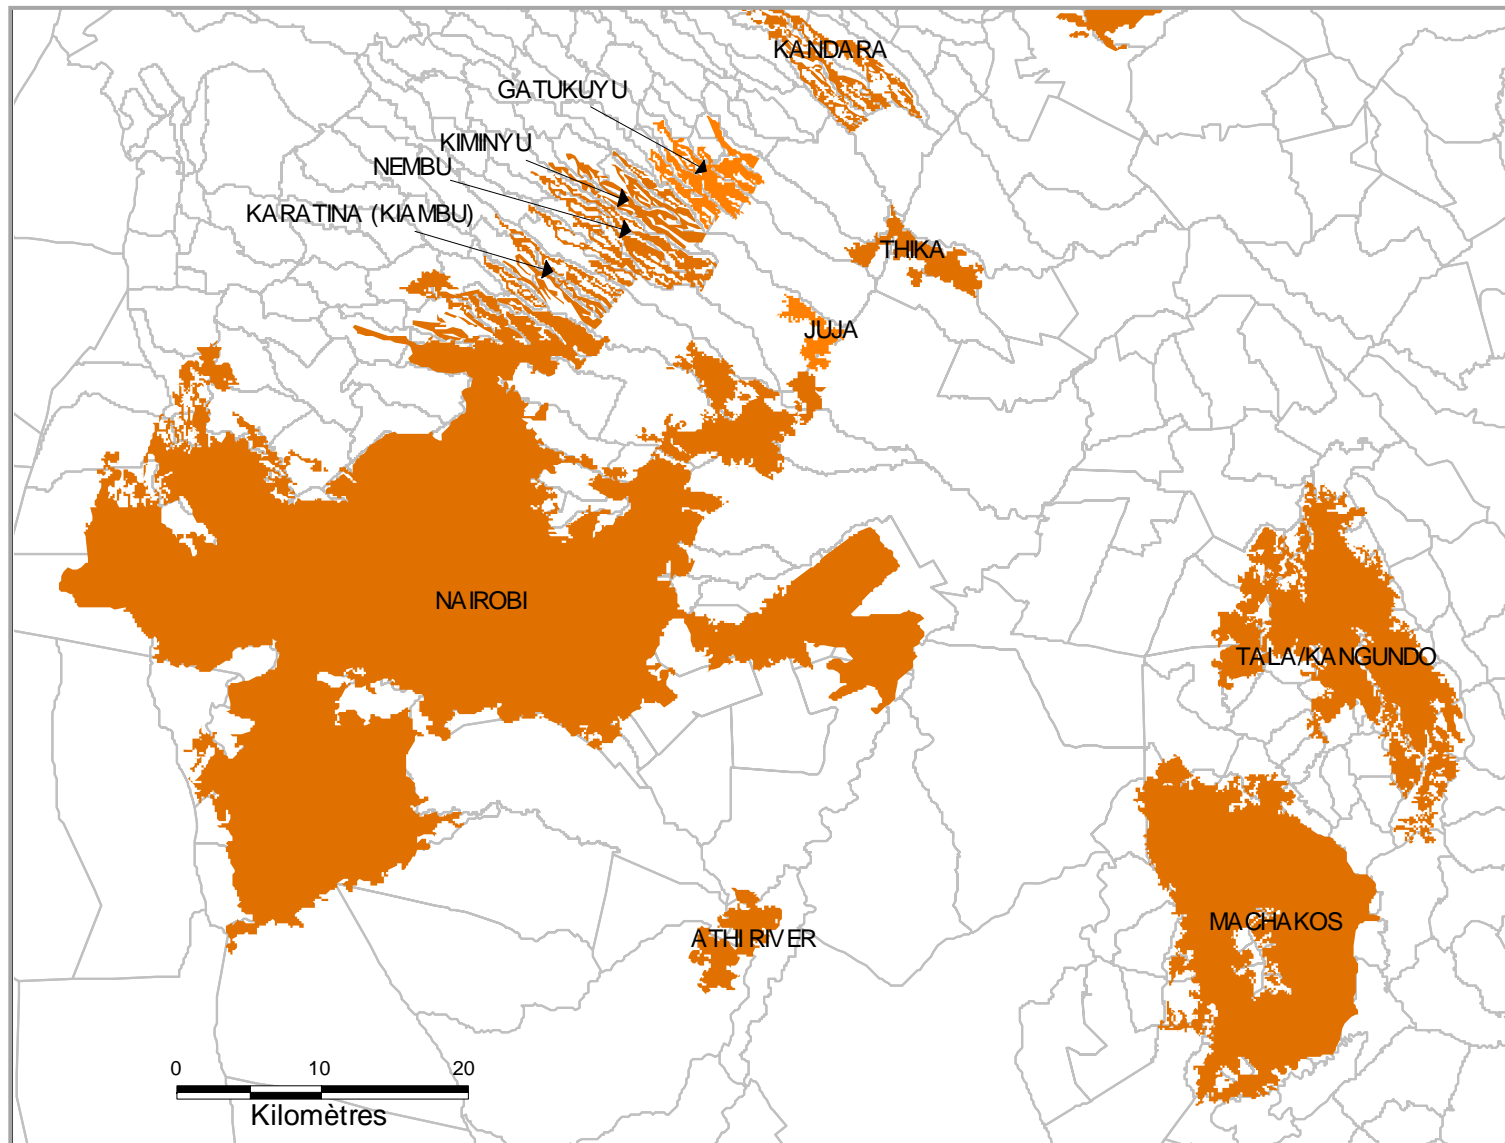 KANDARA
GATUKUYU
KIMINYU
NEMBU
KARATINA (KIAMBU)
THIKA
JUJA
NAIROBI
TALA/KANGUNDO
MACHAKOS
ATHI RIVER
0 10 20
Kilomètres